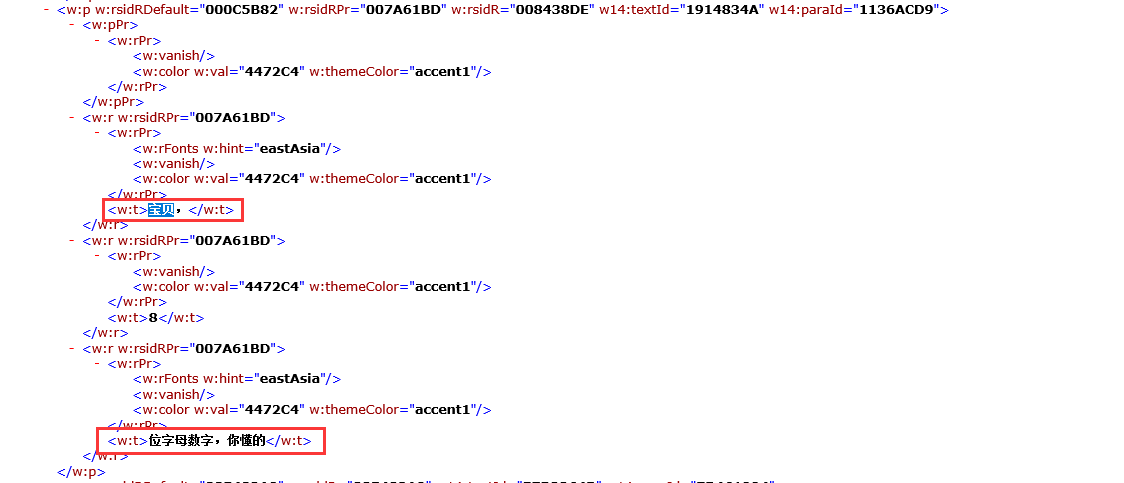 - <w:p w:rsidRDefault="000C5B82" w:rsidRPr="007A61BD" w:rsidR="008438DE" w14:textId="1914834A" w14:paraId="1136ACD9">
- <w:pPr>
- <w:rPr>
<w:vanish/>
<w:color w:val="4472C4" w:themeColor="accent1"/>
</w:rPr>
</w:pPr>
- <w:r w:rsidRPr="007A61BD">
- <w:rPr>
<w:rFonts w:hint="eastAsia"/>
<w:vanish/>
<w:color w:val="4472C4" w:themeColor="accent1"/>
</w:rPr>
<w:t>宝贝，</w:t>
</w:r>
- <w:r w:rsidRPr="007A61BD">
- <w:rPr>
<w:vanish/>
<w:color w:val="4472C4" w:themeColor="accent1"/>
</w:rPr>
<w:t>8</w:t>
</w:r>
- <w:r w:rsidRPr="007A61BD">
- <w:rPr>
<w:rFonts w:hint="eastAsia"/>
<w:vanish/>
<w:color w:val="4472C4" w:themeColor="accent1"/>
</w:rPr>
<w:t>位字母数字，你懂的</w:t>
</w:r>
</w:p>